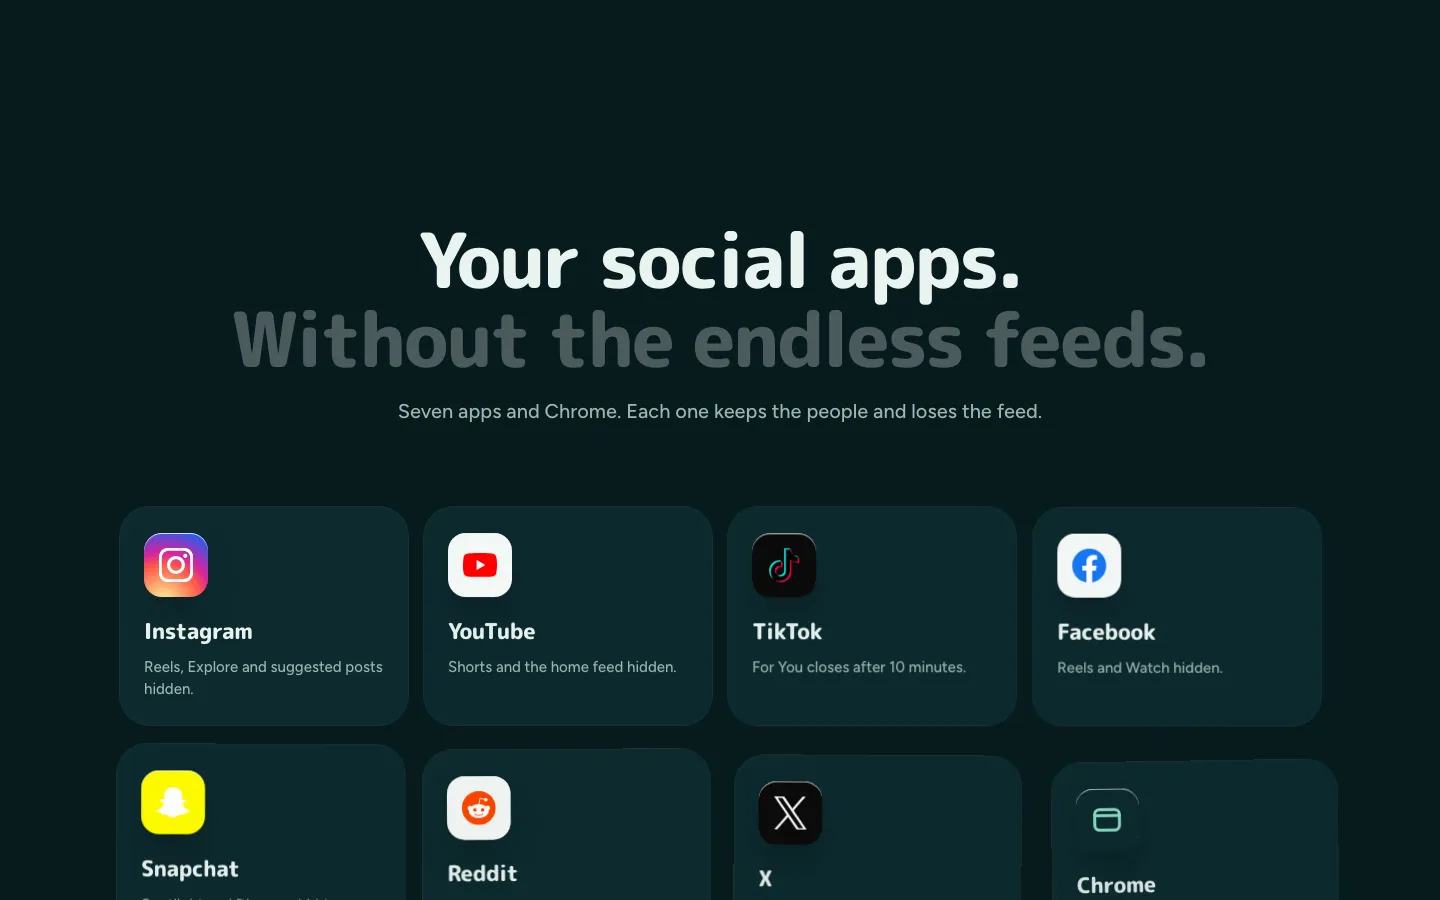 Your social apps.
Without the endless feeds.
Seven apps and Chrome. Each one keeps the people and loses the feed.
Instagram
Reels, Explore and suggested posts
hidden.
YouTube
Shorts and the home feed hidden.
TikTok
For You closes after 10 minutes.
Facebook
Reels and Watch hidden.
Snapchat
Reddit
X
Chrome